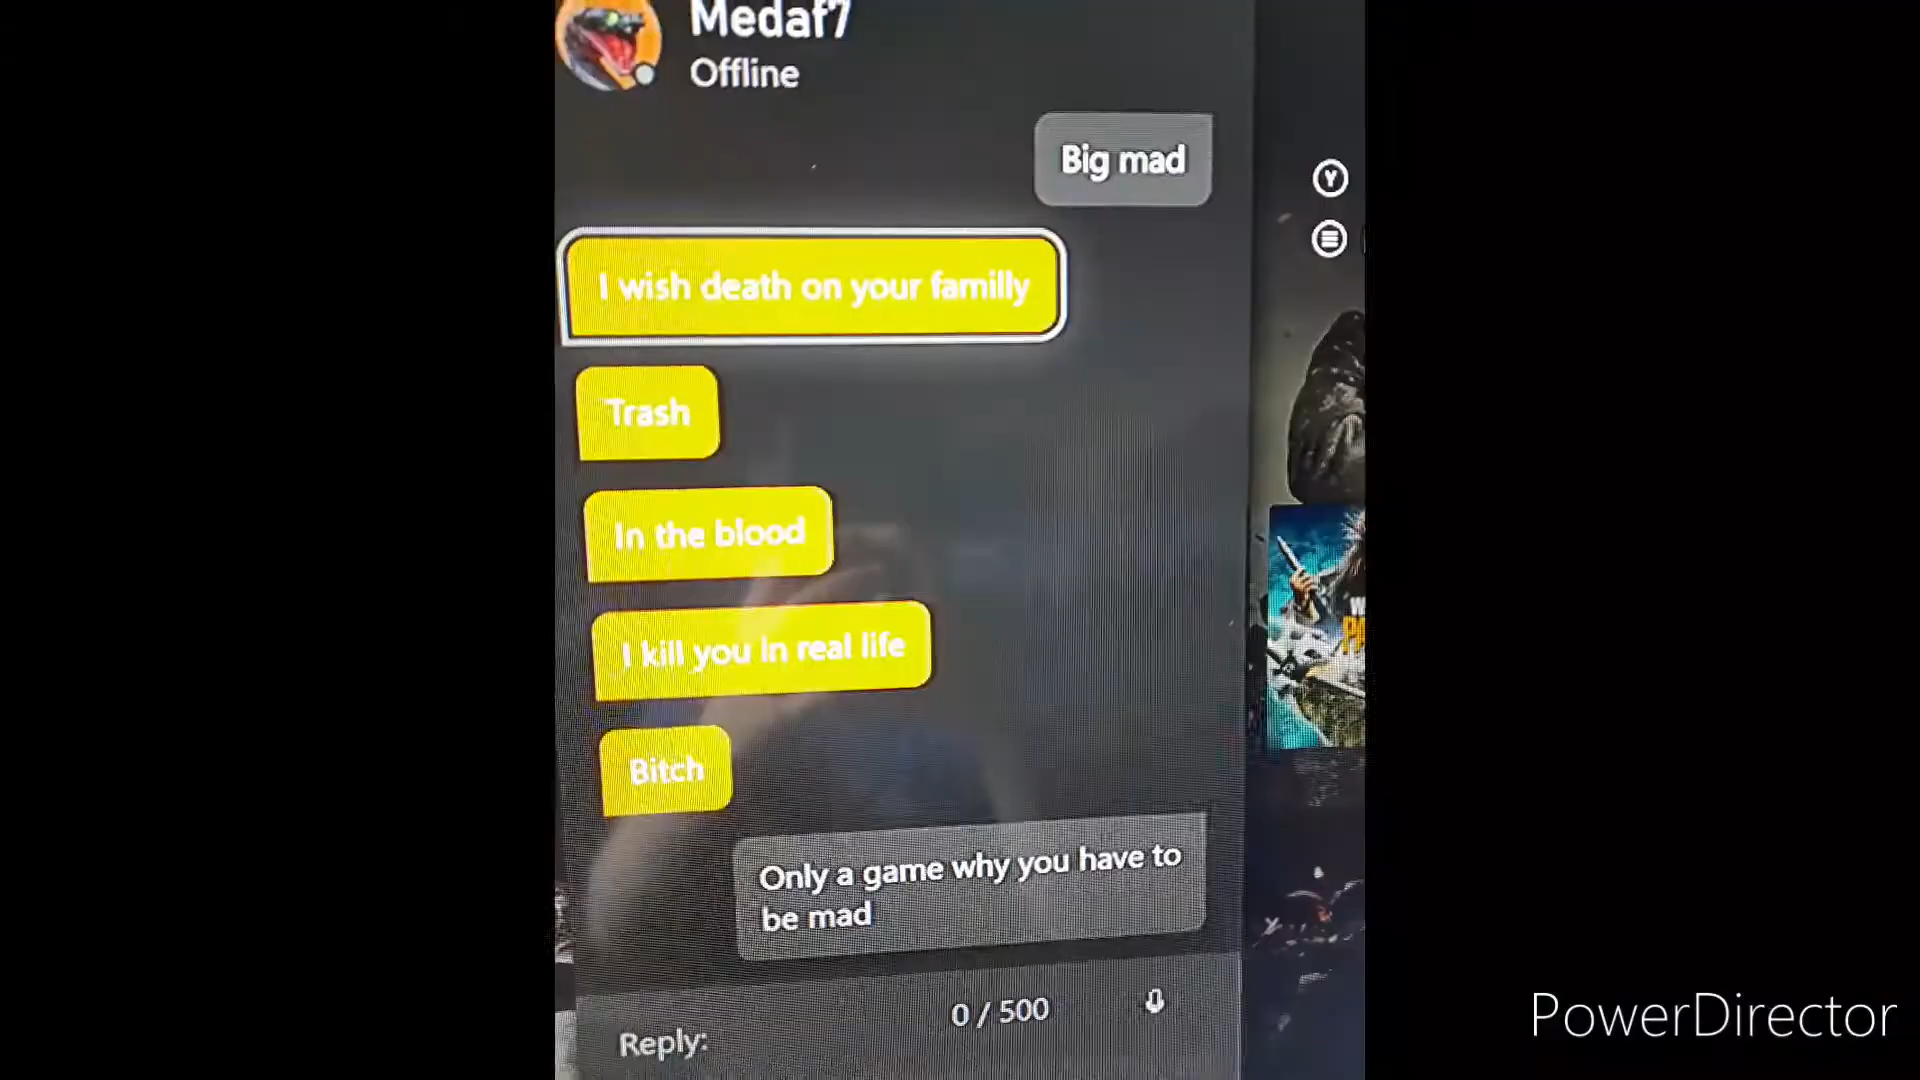 Medaf7
Offline
Big mad
Y
I wish death on your familly
Trash
In the blood
I kill you in real life
Bitch
Only a game why you have to
be mad
0 / 500
Reply:
PowerDirector